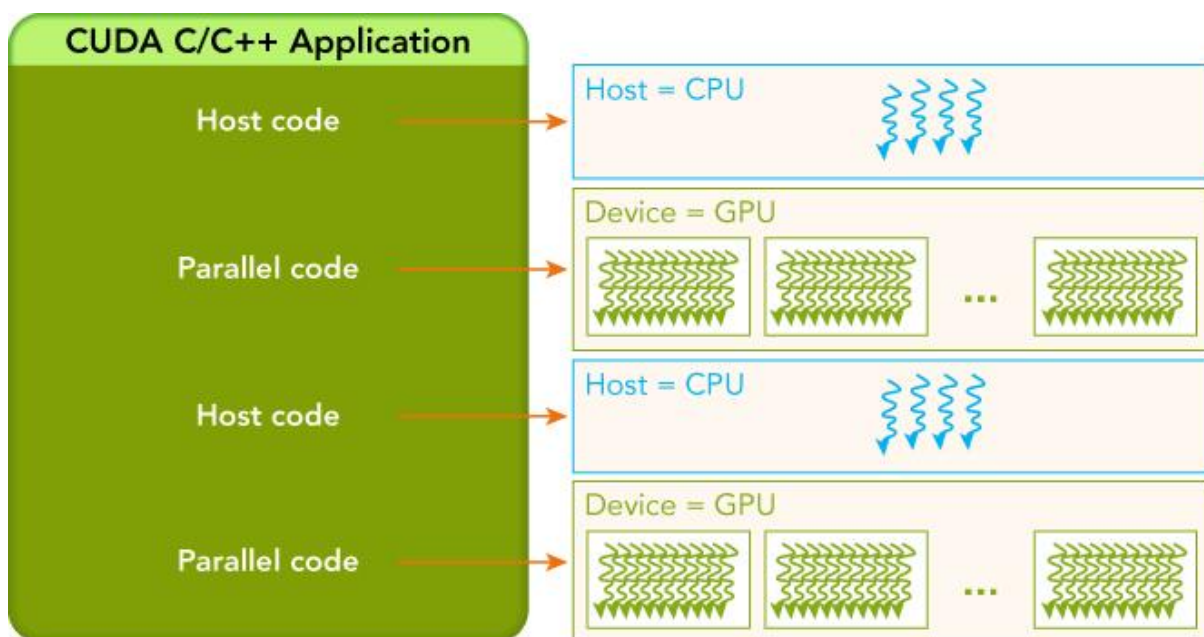 CUDA C/C++ Application
Host code
Host = CPU
Parallel code
Device = GPU
...
Host code
Host = CPU
Parallel code
Device = GPU
...